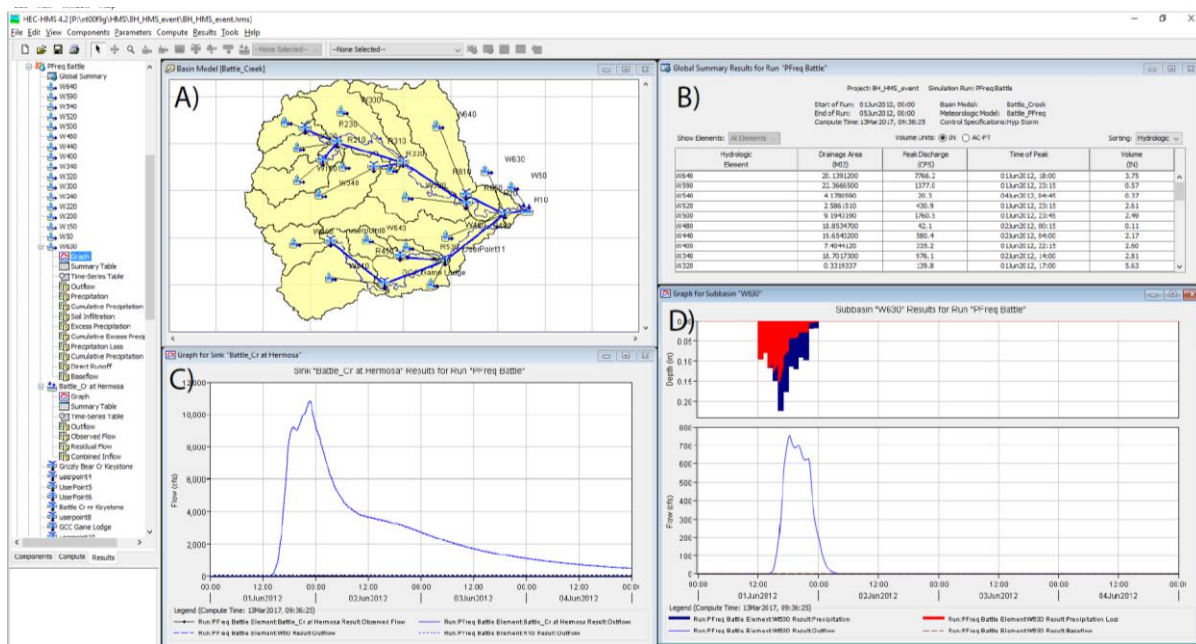 HEC-HMS 4.2 [P:\nt00f9g\HMS\BH_HMS_event\BH_HMS_event.hms]
File Edit View Components Parameters Compute Results Tools Help
--None Selected--
--None Selected--
PFreq Battle
Global Summary
W640
W590
W540
W520
W500
W480
W440
W400
W340
W320
W300
W220
W200
W150
W50
W630
Graph
Summary Table
Time-Series Table
Outflow
Precipitation
Cumulative Precipitation
Soil Infiltration
Excess Precipitation
Cumulative Excess Precip
Precipitation Loss
Cumulative Precipitation
Direct Runoff
Baseflow
Battle_Cr at Hermosa
Graph
Summary Table
Time-Series Table
Outflow
Observed Flow
Residual Flow
Combined Inflow
Grizzly Bear Cr Keystone
userpoint4
UserPoint5
UserPoint6
Battle Cr nr Keystone
userpoint8
GCC Game Lodge
Components Compute Results
Basin Model [Battle_Creek]
A)
W300
R230
W640
R310
R210
R330
W340
W630
R610
W50
R10
userpoint8
W540
R530
UserPoint11
GCC Game Lodge
Global Summary Results for Run "PFreq Battle"
B)
Project: BH_HMS_event Simulation Run: PFreq Battle
Start of Run: 01Jun2012, 00:00 Basin Model: Battle_Creek
End of Run: 05Jun2012, 00:00 Meteorologic Model: Battle_PFreq
Compute Time: 13Mar2017, 09:36:25 Control Specifications: Hyp Storm
Show Elements: All Elements Volume Units: IN AC-FT Sorting: Hydrologic
Hydrologic Element Drainage Area (MI2) Peak Discharge (CFS) Time of Peak Volume (IN)
W640 20.1391200 7766.2 01Jun2012, 18:00 3.75
W590 22.3666500 1377.0 01Jun2012, 23:15 0.57
W540 4.1780590 20.3 04Jun2012, 04:45 0.37
W520 2.5861510 430.9 01Jun2012, 23:15 2.61
W500 9.1943190 1760.5 01Jun2012, 23:45 2.49
W480 18.8534700 42.1 02Jun2012, 00:15 0.11
W440 15.6540200 580.4 02Jun2012, 04:00 2.17
W400 7.4044120 335.2 01Jun2012, 22:15 2.60
W340 18.7017300 976.1 02Jun2012, 14:00 2.81
W320 0.3319337 139.8 01Jun2012, 17:00 5.63
Graph for Sink "Battle_Cr at Hermosa"
C)
Sink "Battle_Cr at Hermosa" Results for Run "PFreq Battle"
12,000
10,000
8,000
6,000
4,000
2,000
0
Flow (cfs)
00:00 12:00 00:00 12:00 00:00 12:00 00:00 12:00 00:00
01Jun2012 02Jun2012 03Jun2012 04Jun2012
Legend (Compute Time: 13Mar2017, 09:36:25)
Run:PFreq Battle Element:Battle_Cr at Hermosa Result:Observed Flow
Run:PFreq Battle Element:Battle_Cr at Hermosa Result:Outflow
Run:PFreq Battle Element:W50 Result:Outflow
Run:PFreq Battle Element:R10 Result:Outflow
Graph for Subbasin "W630"
D)
Subbasin "W630" Results for Run "PFreq Battle"
0.00
0.05
0.10
0.15
0.20
Depth (in)
800
700
600
500
400
300
200
100
0
Flow (cfs)
00:00 12:00 00:00 12:00 00:00 12:00 00:00 12:00 00:00
01Jun2012 02Jun2012 03Jun2012 04Jun2012
Legend (Compute Time: 13Mar2017, 09:36:25)
Run:PFreq Battle Element:W630 Result:Precipitation
Run:PFreq Battle Element:W630 Result:Precipitation Loss
Run:PFreq Battle Element:W630 Result:Outflow
Run:PFreq Battle Element:W630 Result:Baseflow